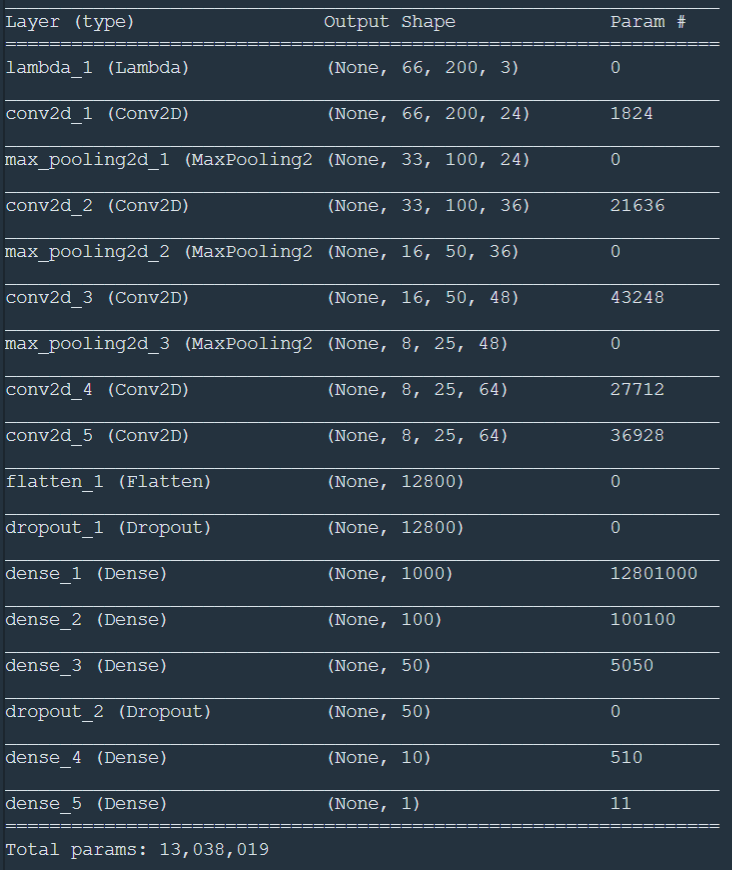 Layer (type) Output Shape Param #
lambda_1 (Lambda) (None, 66, 200, 3) 0
conv2d_1 (Conv2D) (None, 66, 200, 24) 1824
max_pooling2d_1 (MaxPooling2 (None, 33, 100, 24) 0
conv2d_2 (Conv2D) (None, 33, 100, 36) 21636
max_pooling2d_2 (MaxPooling2 (None, 16, 50, 36) 0
conv2d_3 (Conv2D) (None, 16, 50, 48) 43248
max_pooling2d_3 (MaxPooling2 (None, 8, 25, 48) 0
conv2d_4 (Conv2D) (None, 8, 25, 64) 27712
conv2d_5 (Conv2D) (None, 8, 25, 64) 36928
flatten_1 (Flatten) (None, 12800) 0
dropout_1 (Dropout) (None, 12800) 0
dense_1 (Dense) (None, 1000) 12801000
dense_2 (Dense) (None, 100) 100100
dense_3 (Dense) (None, 50) 5050
dropout_2 (Dropout) (None, 50) 0
dense_4 (Dense) (None, 10) 510
dense_5 (Dense) (None, 1) 11
Total params: 13,038,019